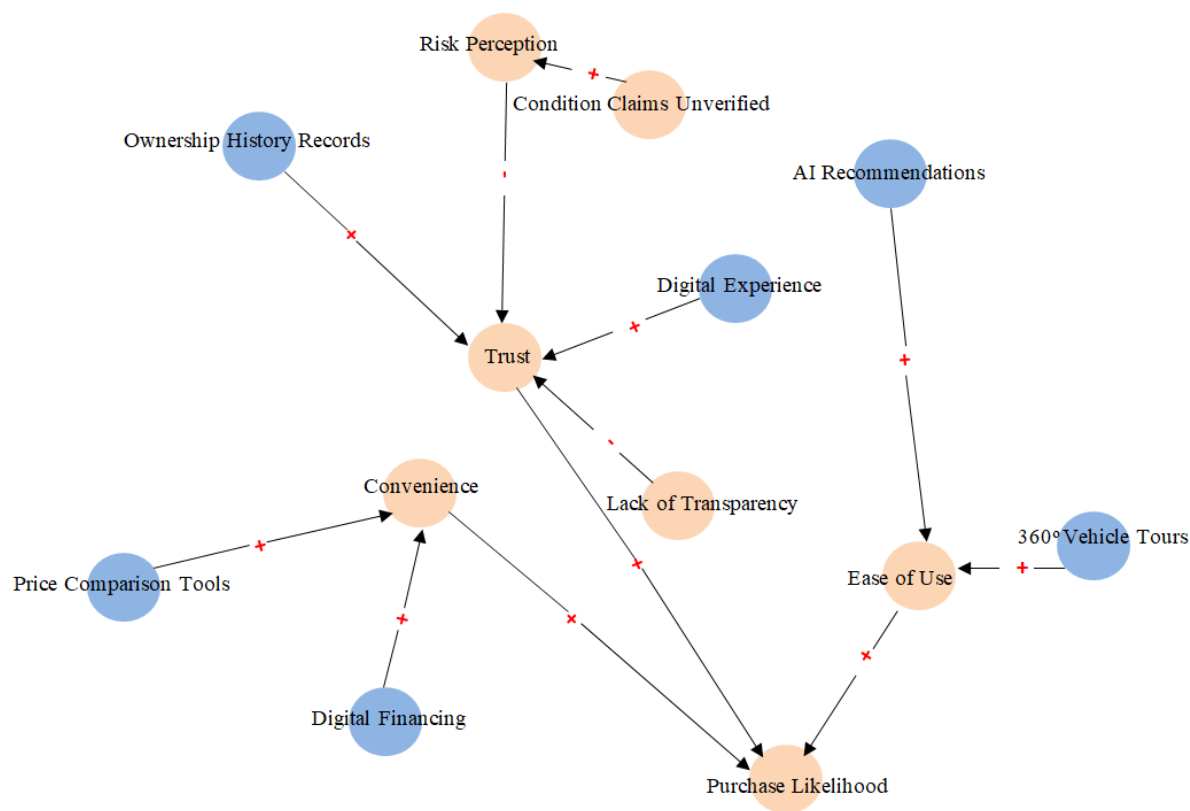 Risk Perception
+
Condition Claims Unverified
Ownership History Records
-
AI Recommendations
+
Digital Experience
+
Trust
+
-
Convenience
Lack of Transparency
360° Vehicle Tours
+
Price Comparison Tools
+
Ease of Use
+
+
+
+
Digital Financing
Purchase Likelihood